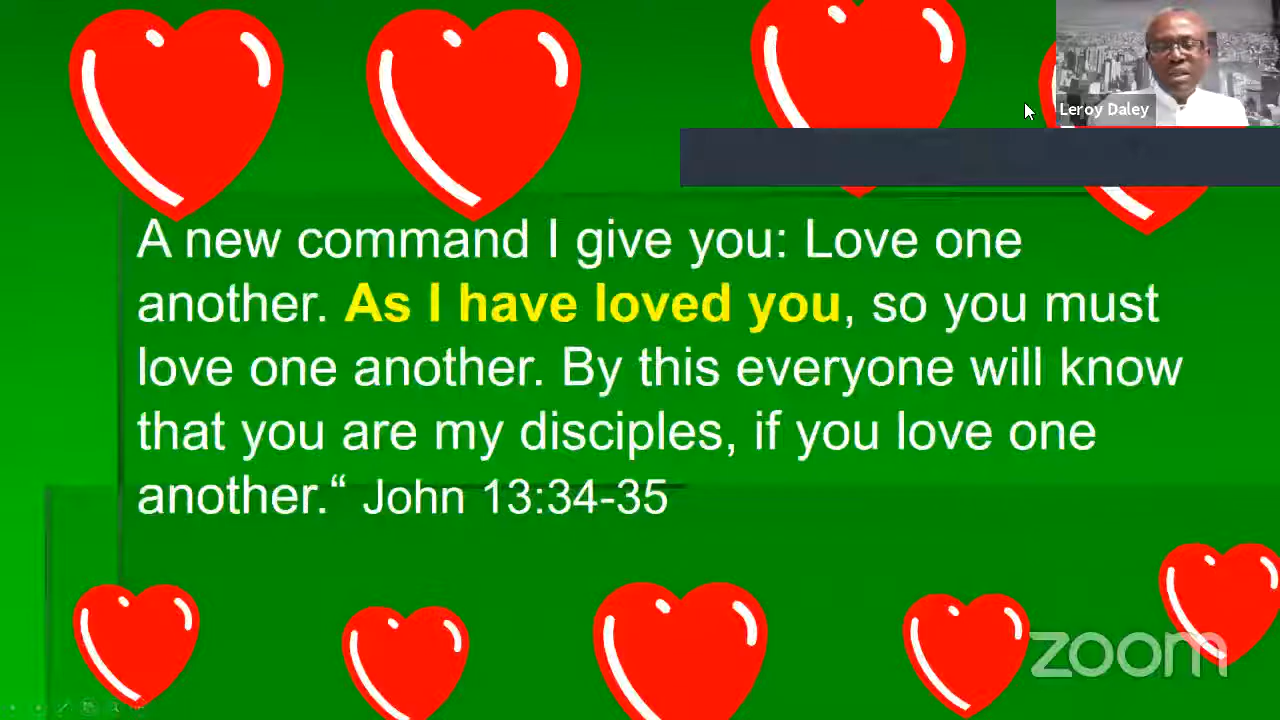 Leroy Daley
A new command I give you: Love one
another. As I have loved you, so you must
love one another. By this everyone will know
that you are my disciples, if you love one
another.“ John 13:34-35
zoom